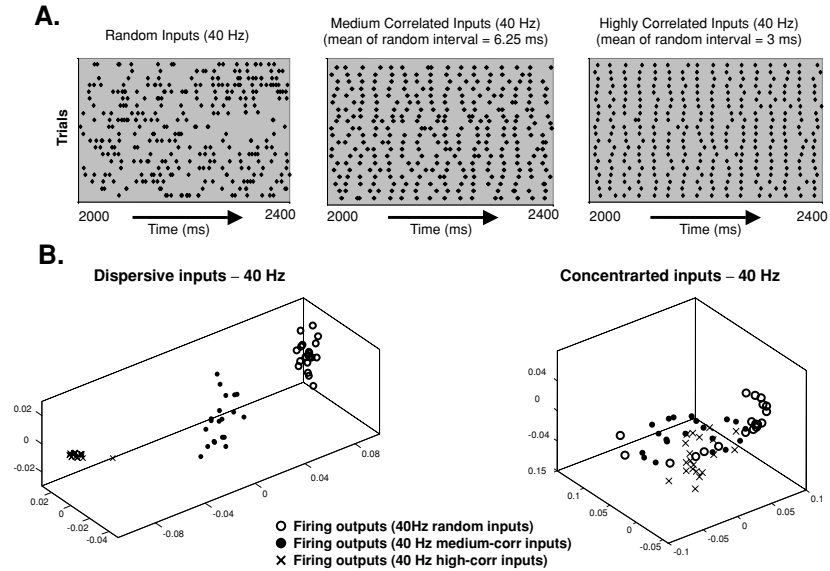 A.
Random Inputs (40 Hz)
Medium Correlated Inputs (40 Hz)
(mean of random interval = 6.25 ms)
Highly Correlated Inputs (40 Hz)
(mean of random interval = 3 ms)
Trials
2000
2400
Time (ms)
2000
2400
Time (ms)
2000
2400
Time (ms)
B.
Dispersive inputs – 40 Hz
0.02
0
-0.02
0.02
0
-0.02
-0.04
-0.08
-0.04
0
0.04
0.08
Concentrarted inputs – 40 Hz
0.04
0
-0.04
0.15
0.1
0.05
0
-0.05
-0.1
-0.05
0
0.05
0.1
Firing outputs (40Hz random inputs)
Firing outputs (40 Hz medium-corr inputs)
Firing outputs (40 Hz high-corr inputs)